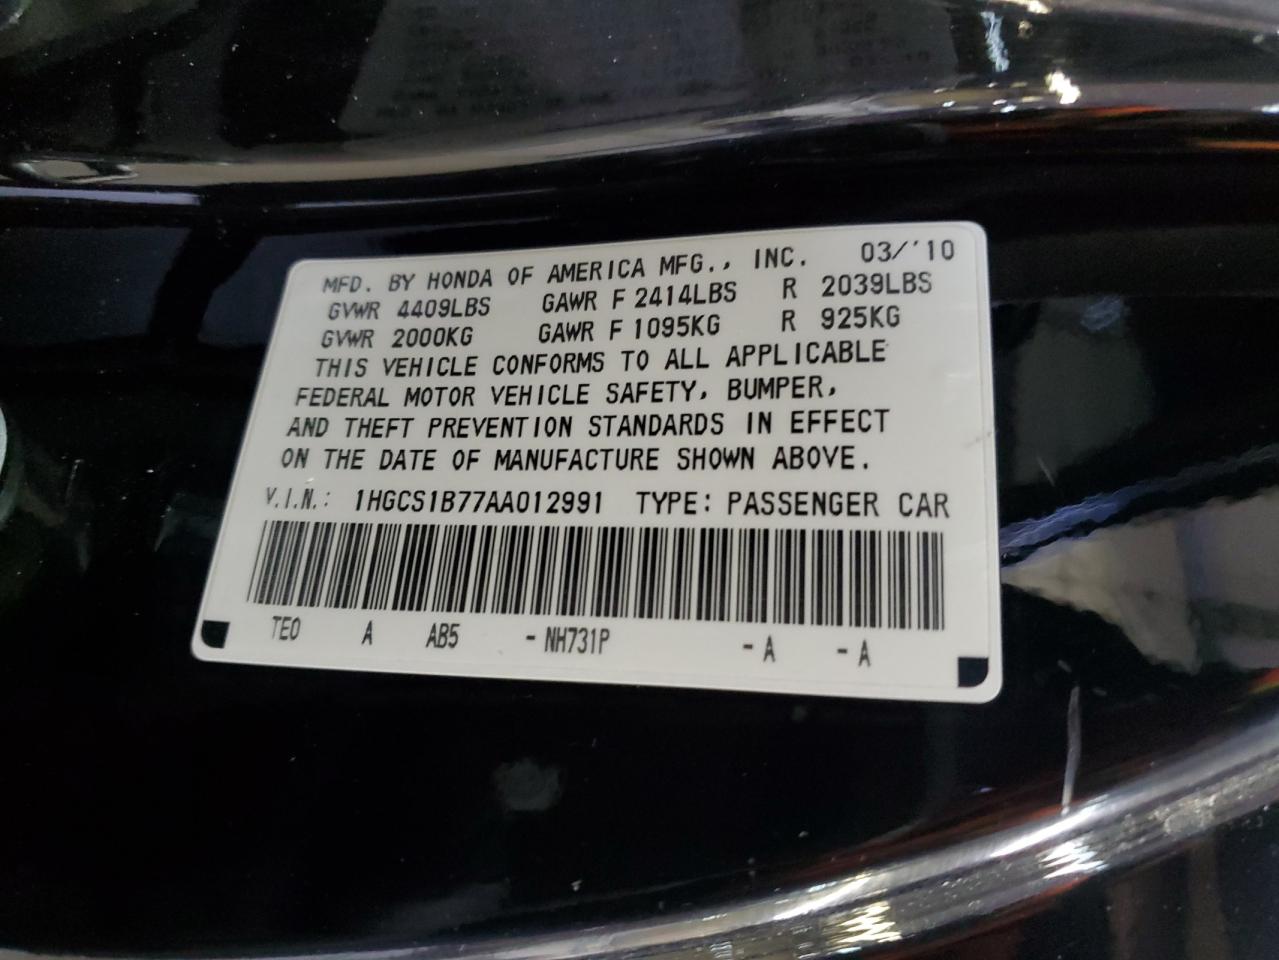 MFD. BY HONDA OF AMERICA MFG., INC. 03/'10
GVWR 4409LBS GAWR F 2414LBS R 2039LBS
GVWR 2000KG GAWR F 1095KG R 925KG
THIS VEHICLE CONFORMS TO ALL APPLICABLE
FEDERAL MOTOR VEHICLE SAFETY, BUMPER,
AND THEFT PREVENTION STANDARDS IN EFFECT
ON THE DATE OF MANUFACTURE SHOWN ABOVE.
V.I.N.: 1HGCS1B77AA012991 TYPE: PASSENGER CAR
TE0 A AB5 - NH731P - A - A